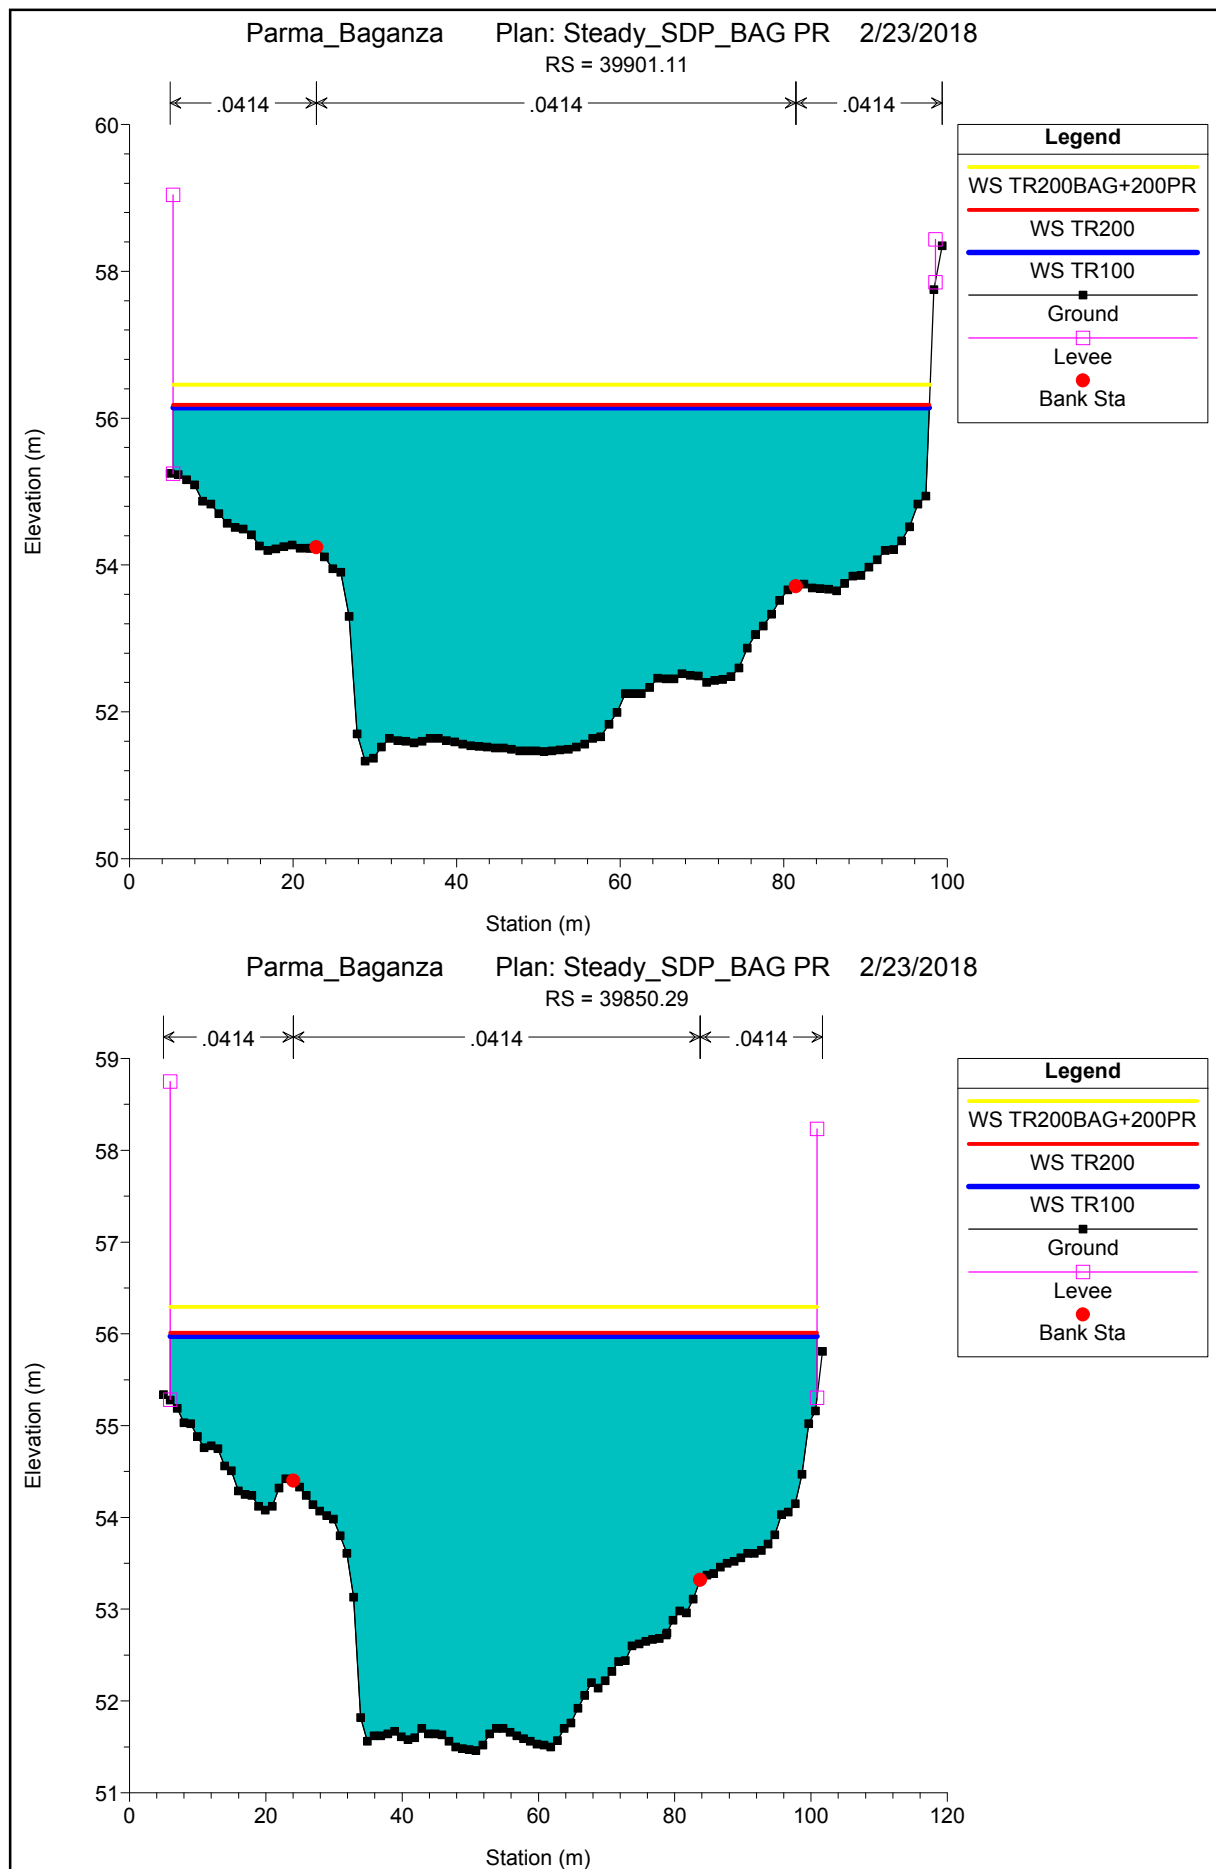 Parma_Baganza Plan: Steady_SDP_BAG PR 2/23/2018
RS = 39901.11
.0414 .0414 .0414
Legend
WS TR200BAG+200PR
WS TR200
WS TR100
Ground
Levee
Bank Sta
60
58
56
54
52
50
Elevation (m)
0 20 40 60 80 100
Station (m)
Parma_Baganza Plan: Steady_SDP_BAG PR 2/23/2018
RS = 39850.29
.0414 .0414 .0414
Legend
WS TR200BAG+200PR
WS TR200
WS TR100
Ground
Levee
Bank Sta
59
58
57
56
55
54
53
52
51
Elevation (m)
0 20 40 60 80 100 120
Station (m)